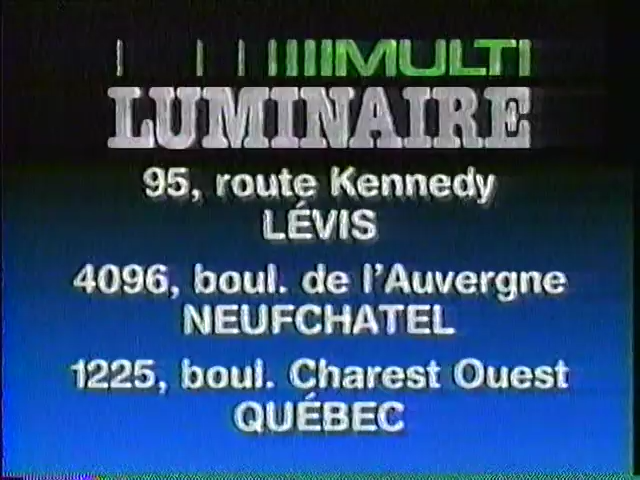 MULTI
LUMINAIRE
95, route Kennedy
LÉVIS
4096, boul. de l'Auvergne
NEUFCHATEL
1225, boul. Charest Ouest
QUÉBEC